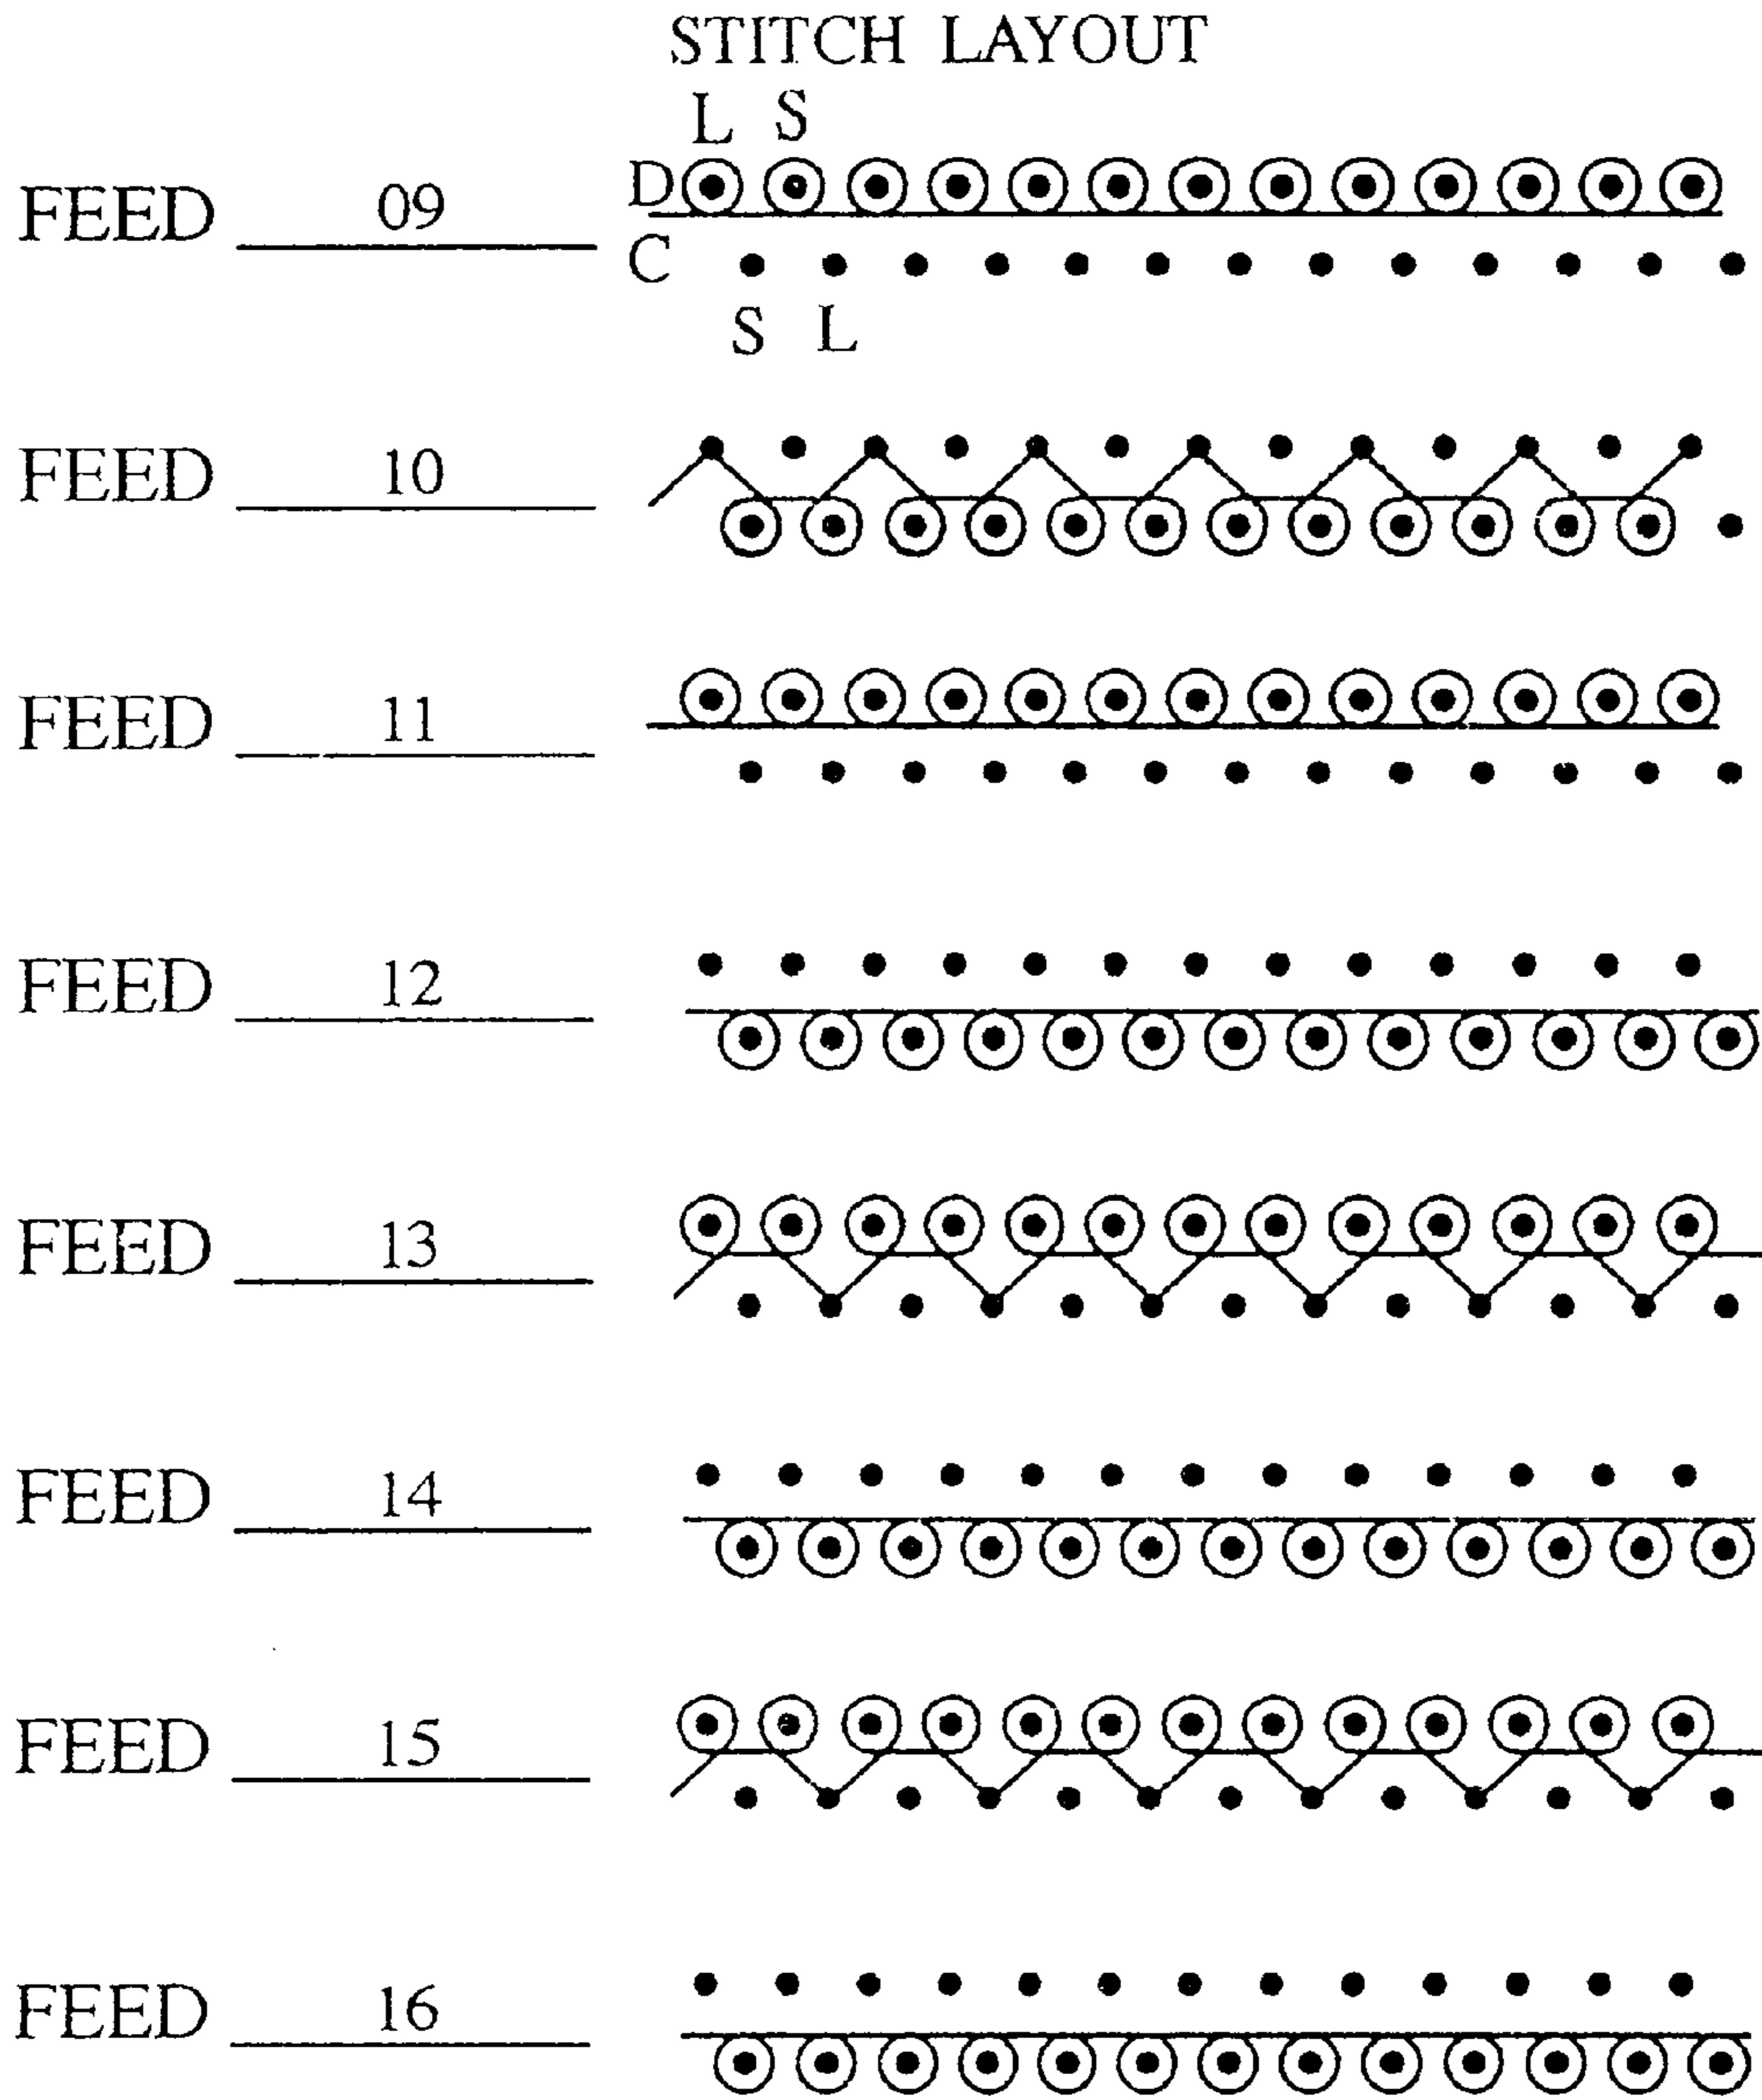 STITCH LAYOUT
L S
FEED 09 D
C
S L
FEED 10
FEED 11
FEED 12
FEED 13
FEED 14
FEED 15
FEED 16